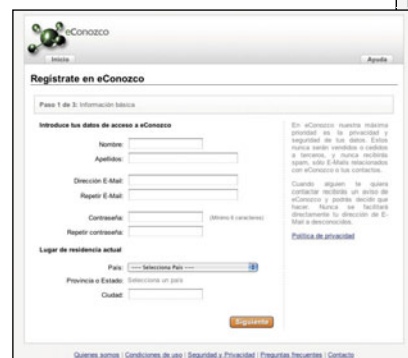 eConozco
Inicio
Ayuda
Regístrate en eConozco
Paso 1 de 3: Información básica
Introduce tus datos de acceso a eConozco
Nombre:
Apellidos:
Dirección E-Mail:
Repetir E-Mail:
Contraseña:
(Mínimo 6 caracteres)
Repetir contraseña:
Lugar de residencia actual
País:
---- Selecciona País ----
Provincia o Estado:
Selecciona un país
Ciudad:
Siguiente
En eConozco nuestra máxima
prioridad es la privacidad y
seguridad de tus datos. Estos
nunca serán vendidos o cedidos
a terceros, y nunca recibirás
spam, sólo E-Mails relacionados
con eConozco o tus contactos.
Cuando alguien te quiera
contactar recibirás un aviso de
eConozco y podrás decidir que
hacer. Nunca se facilitará
directamente tu dirección de E-
Mail a desconocidos.
Política de privacidad
Quienes somos | Condiciones de uso | Seguridad y Privacidad | Preguntas frecuentes | Contacto